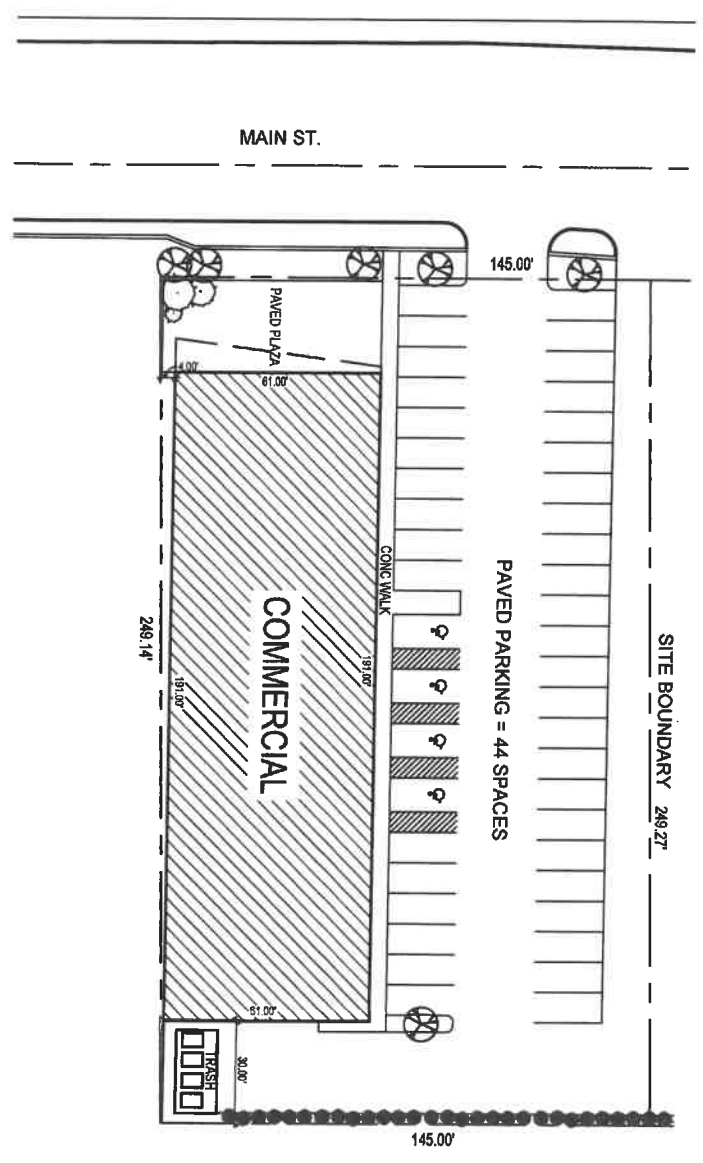 MAIN ST.
145.00'
PAVED PLAZA
4.00'
61.00'
CONC WALK
COMMERCIAL
191.00'
191.00'
249.14'
PAVED PARKING = 44 SPACES
SITE BOUNDARY 249.27'
61.00'
TRASH
30.00'
145.00'